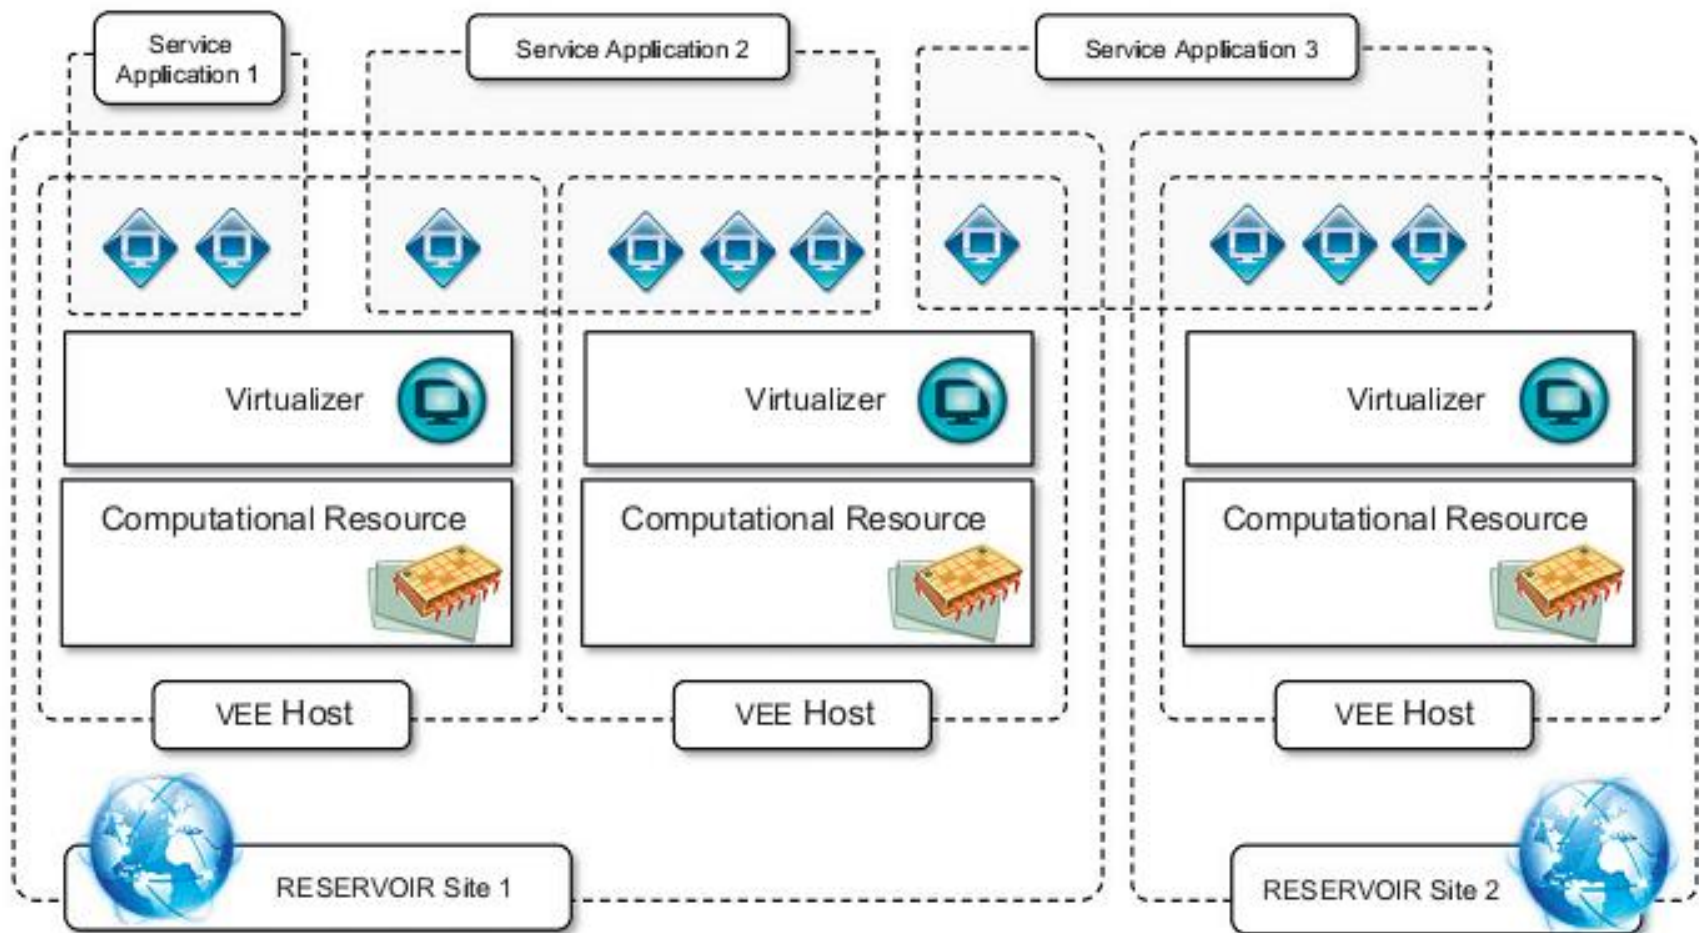 Service
Application 1
Service Application 2
Service Application 3
Virtualizer
Virtualizer
Virtualizer
Computational Resource
Computational Resource
Computational Resource
VEE Host
VEE Host
VEE Host
RESERVOIR Site 1
RESERVOIR Site 2